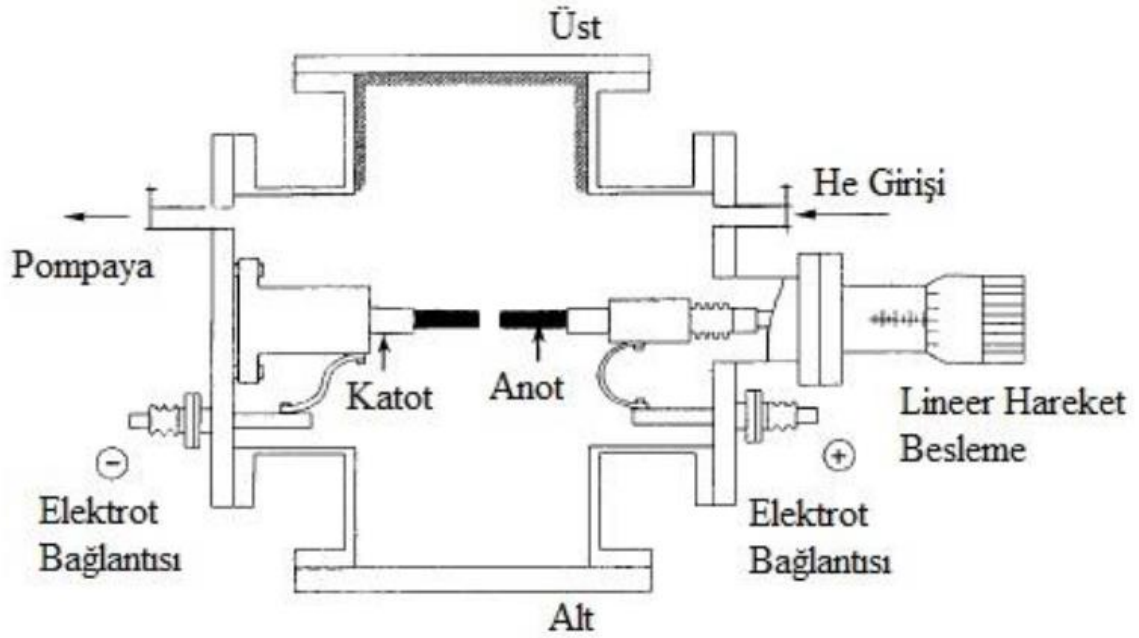 Üst
He Girişi
Pompaya
Katot
Anot
Lineer Hareket
Besleme
−
+
Elektrot
Bağlantısı
Elektrot
Bağlantısı
Alt